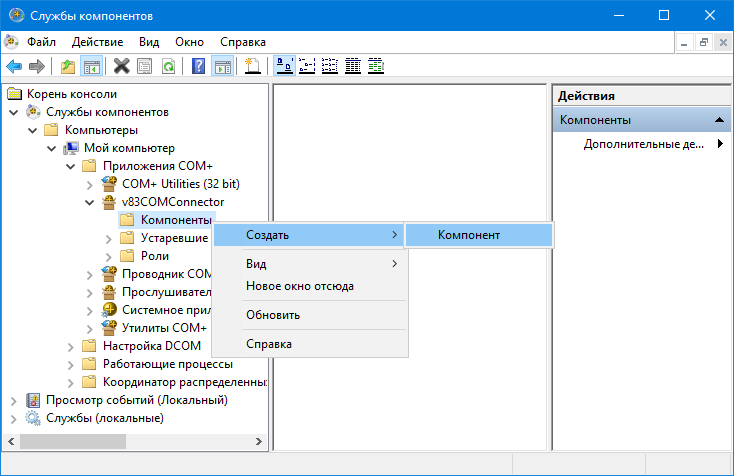 Службы компонентов
Файл Действие Вид Окно Справка
Корень консоли
Службы компонентов
Компьютеры
Мой компьютер
Приложения COM+
COM+ Utilities (32 bit)
v83COMConnector
Компоненты
Устаревшие
Роли
Проводник COM
Прослушивател
Системное прил
Утилиты COM+
Настройка DCOM
Работающие процессы
Координатор распределенных
Просмотр событий (Локальный)
Службы (локальные)
Создать
Вид
Новое окно отсюда
Обновить
Справка
Компонент
Действия
Компоненты
Дополнительные де...